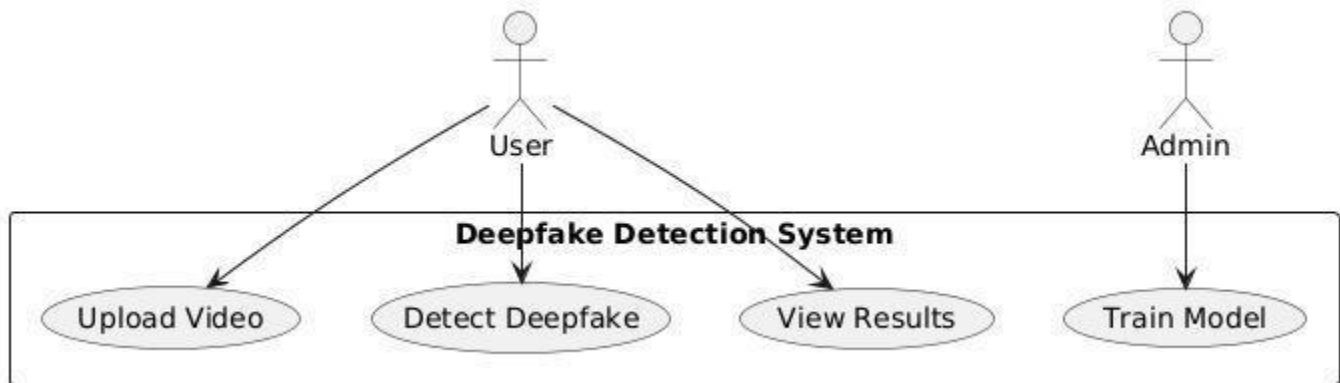 User
Admin
Deepfake Detection System
Upload Video
Detect Deepfake
View Results
Train Model